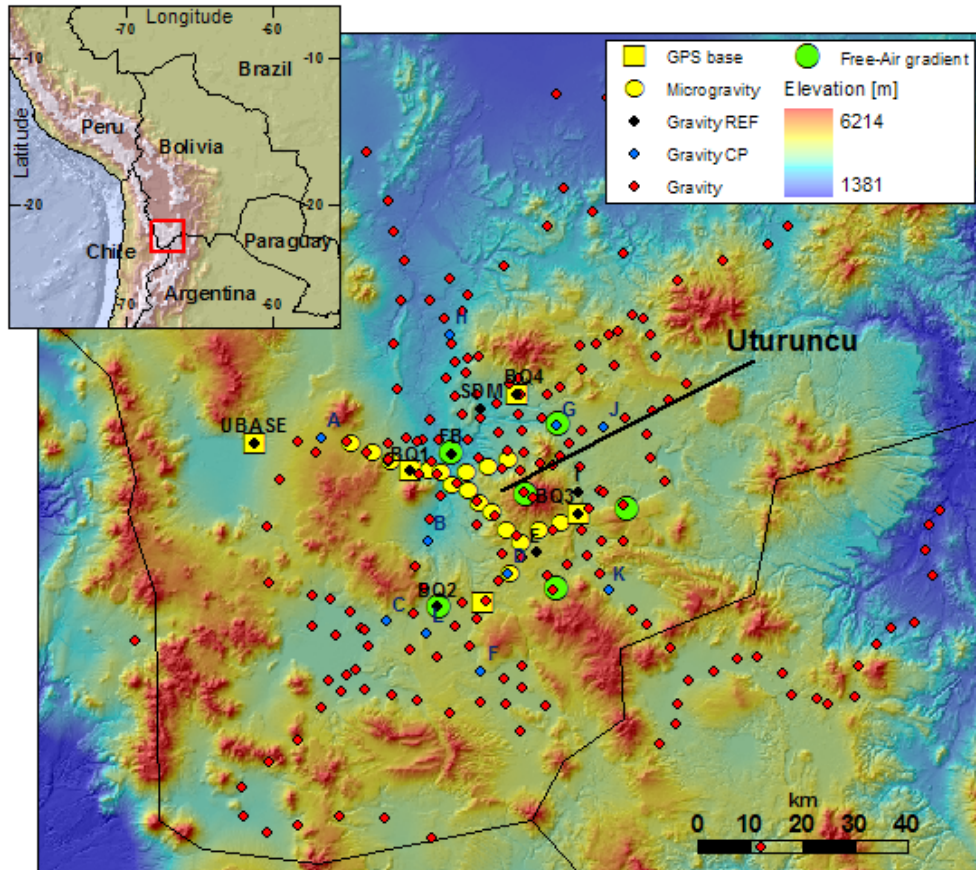 -70
Longitude
-60
-10
-10
Brazil
Latitude
Peru
Bolivia
-20
-20
Chile
Paraguay
-70
-60
Argentina
GPS base
Free-Air gradient
Microgravity
Elevation [m]
Gravity REF
6214
Gravity CP
Gravity
1381
H
Uturuncu
BQ4
SDM
G
J
UBASE
A
FB
BQ1
I
BQ3
B
E
D
K
BQ2
C
L
F
km
0 10 20 30 40